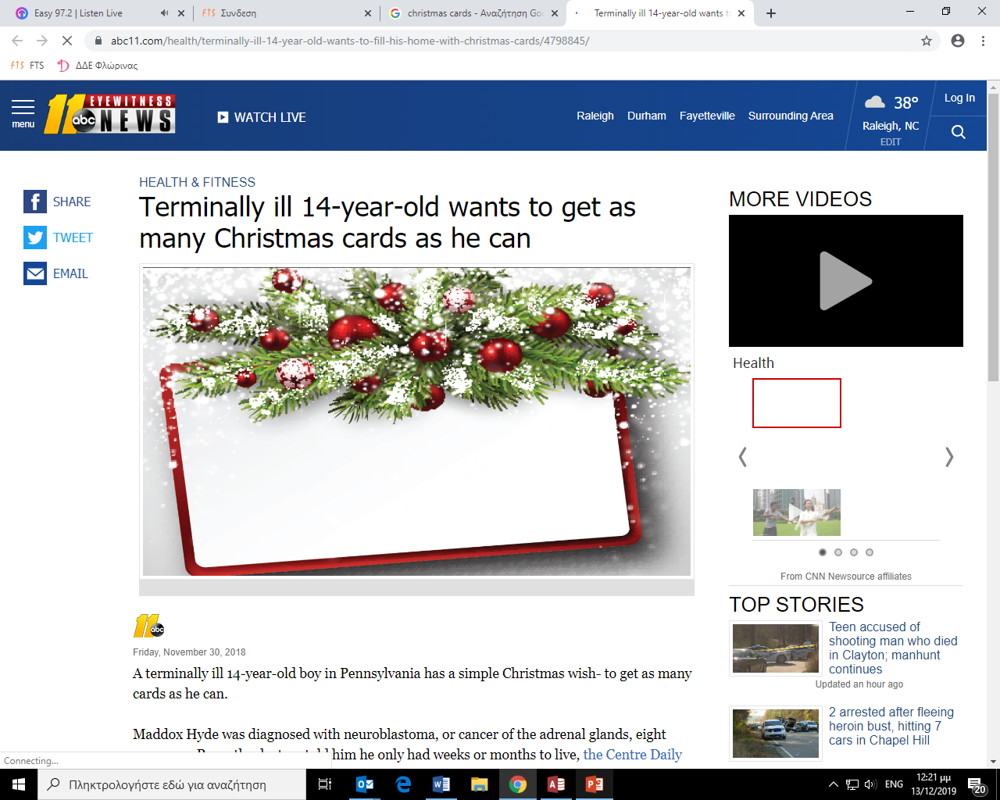 Easy 97.2 | Listen Live
FTS Συνδεση
christmas cards - Αναζήτηση Goo
Terminally ill 14-year-old wants t
abc11.com/health/terminally-ill-14-year-old-wants-to-fill-his-home-with-christmas-cards/4798845/
FTS FTS
ΔΔΕ Φλώρινας
menu
11 abc EYEWITNESS NEWS
WATCH LIVE
Raleigh Durham Fayetteville Surrounding Area
38°
Raleigh, NC
EDIT
Log In
SHARE
TWEET
EMAIL
HEALTH & FITNESS
Terminally ill 14-year-old wants to get as
many Christmas cards as he can
11 abc
Friday, November 30, 2018
A terminally ill 14-year-old boy in Pennsylvania has a simple Christmas wish- to get as many
cards as he can.
Maddox Hyde was diagnosed with neuroblastoma, or cancer of the adrenal glands, eight
him he only had weeks or months to live, the Centre Daily
MORE VIDEOS
Health
From CNN Newsource affiliates
TOP STORIES
Teen accused of
shooting man who died
in Clayton; manhunt
continues
Updated an hour ago
2 arrested after fleeing
heroin bust, hitting 7
cars in Chapel Hill
Connecting...
Πληκτρολογήστε εδώ για αναζήτηση
ENG
12:21 μμ
13/12/2019
20